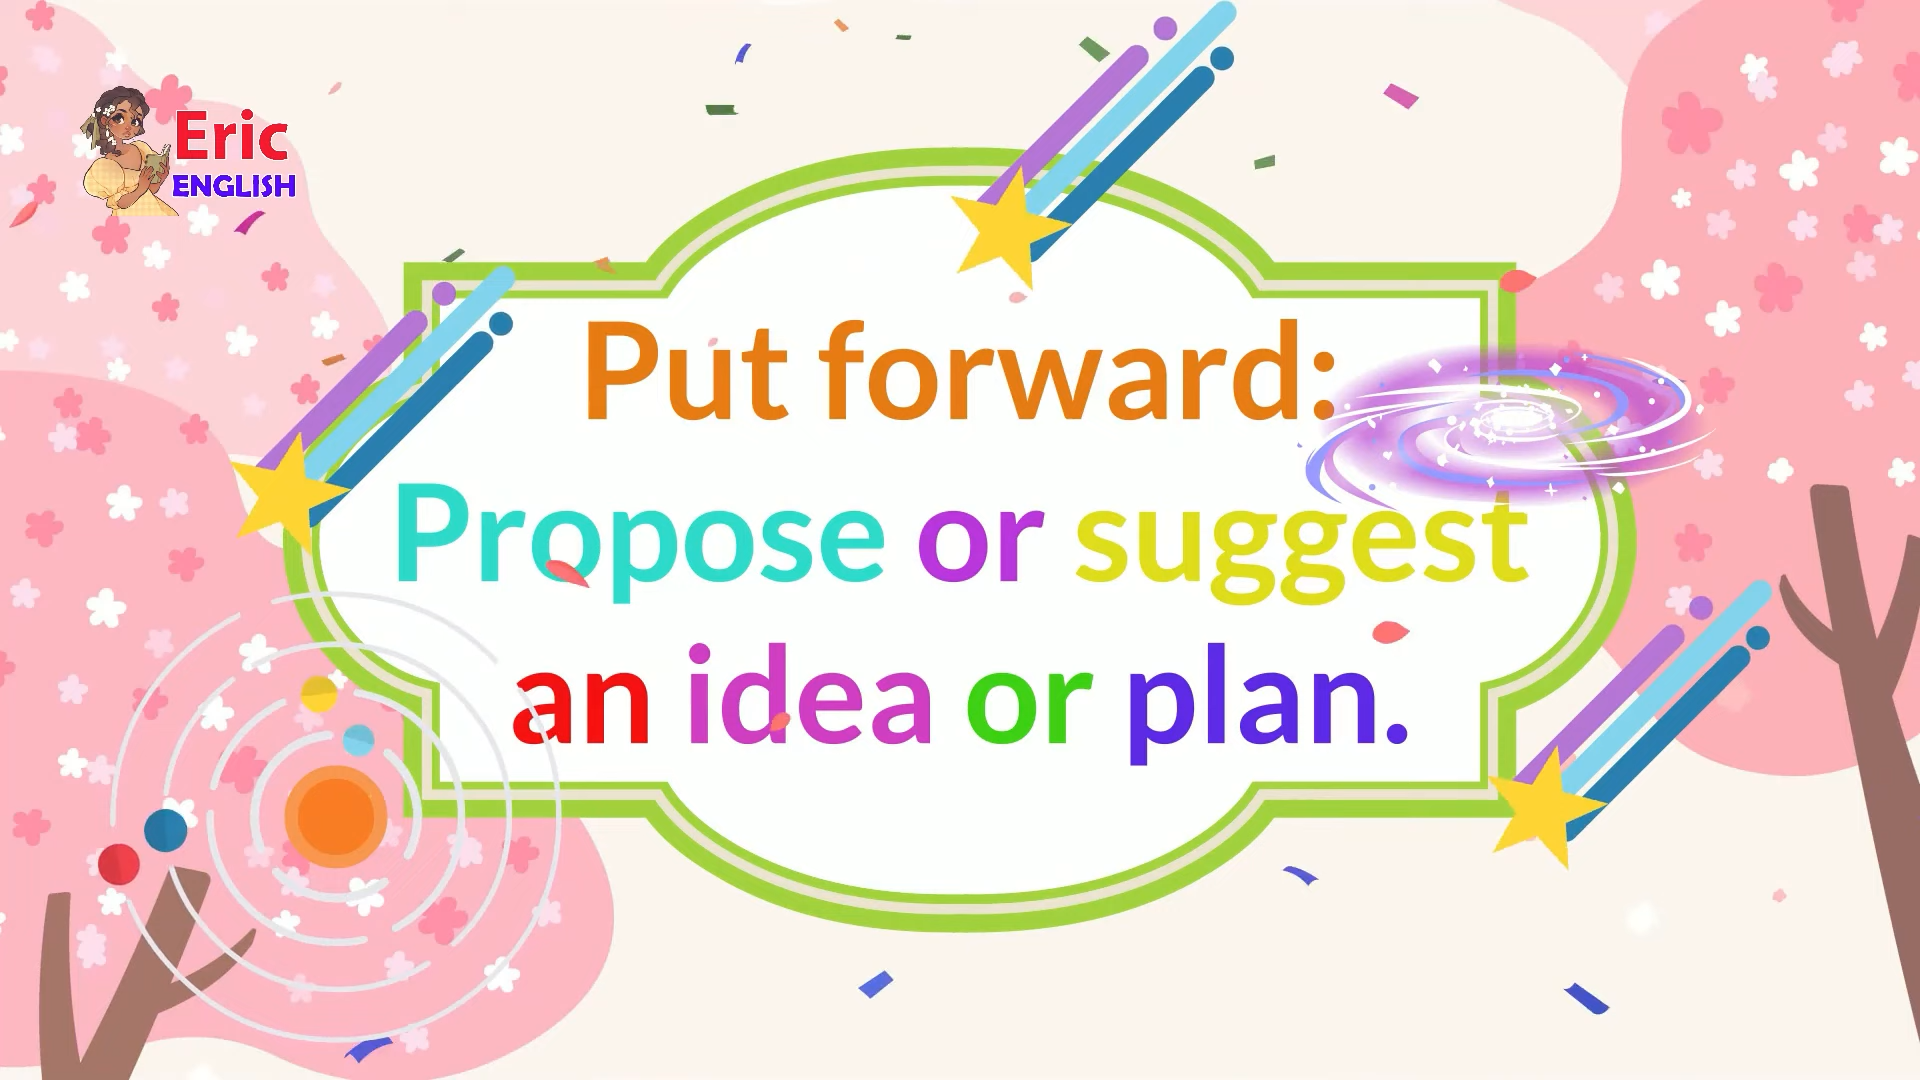 Eric
ENGLISH
Put forward:
Propose or suggest
an idea or plan.